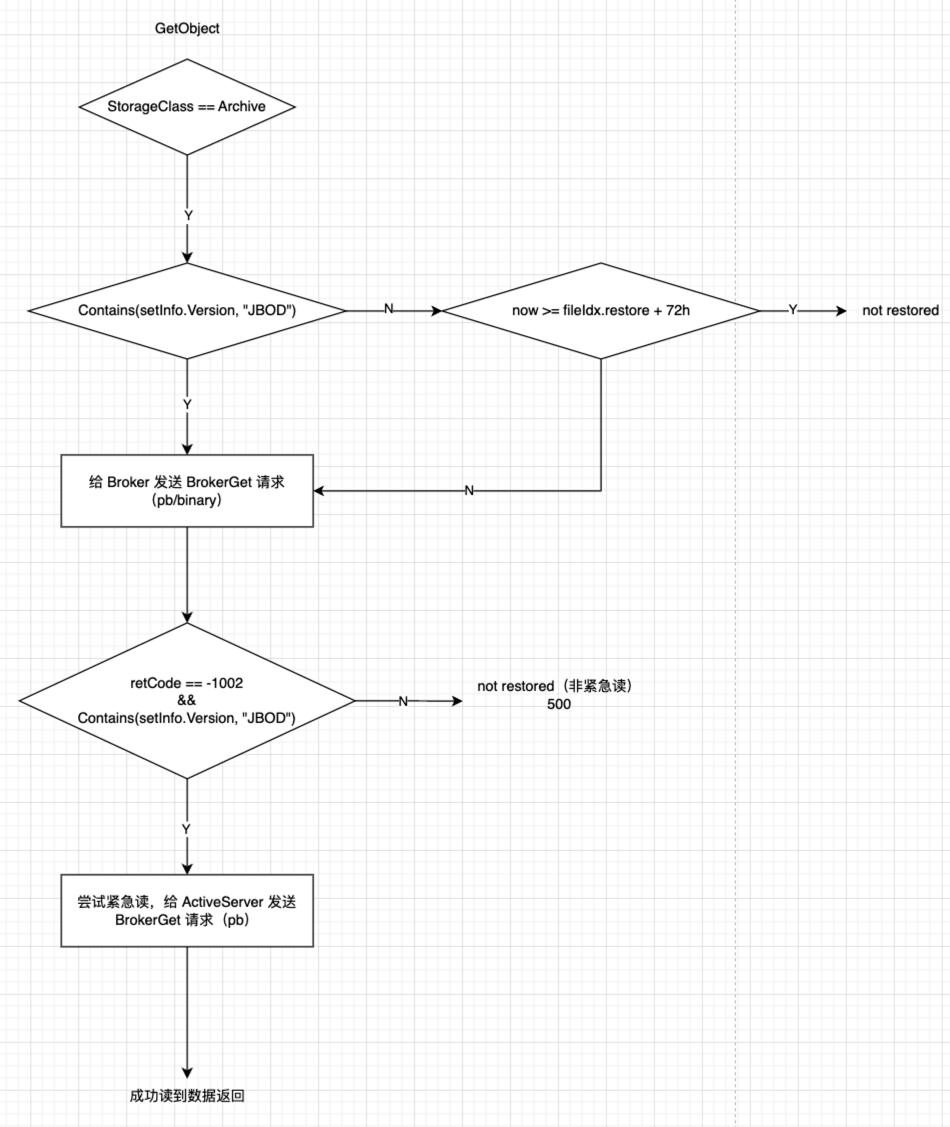 GetObject
StorageClass == Archive
Y
Contains(setInfo.Version, "JBOD")
N
now >= fileIdx.restore + 72h
Y
not restored
Y
给 Broker 发送 BrokerGet 请求
（pb/binary）
N
retCode == -1002
&&
Contains(setInfo.Version, "JBOD")
N
not restored（非紧急读）
500
Y
尝试紧急读，给 ActiveServer 发送
BrokerGet 请求（pb）
成功读到数据返回